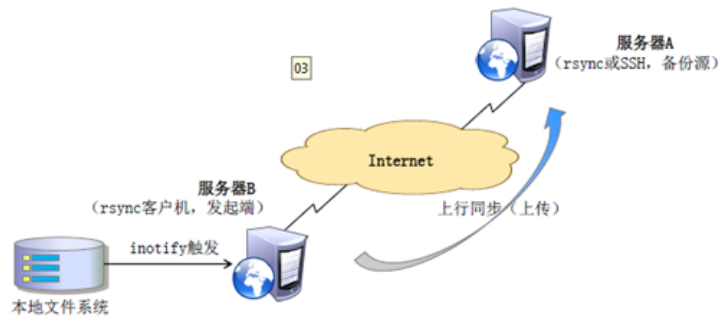 服务器A
(rsync或SSH，备份源)
03
Internet
服务器B
(rsync客户机，发起端)
上行同步（上传）
inotify触发
本地文件系统